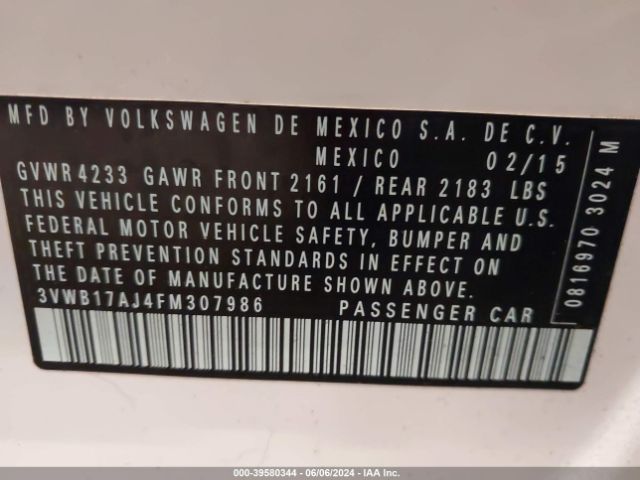 MFD BY VOLKSWAGEN DE MEXICO S.A. DE C.V.
MEXICO 02/15
GVWR 4233 GAWR FRONT 2161 / REAR 2183 LBS
THIS VEHICLE CONFORMS TO ALL APPLICABLE U.S.
FEDERAL MOTOR VEHICLE SAFETY, BUMPER AND
THEFT PREVENTION STANDARDS IN EFFECT ON
THE DATE OF MANUFACTURE SHOWN ABOVE.
3VWB17AJ4FM307986 PASSENGER CAR
0816970 3024 M
000-39580344 - 06/06/2024 - IAA Inc.